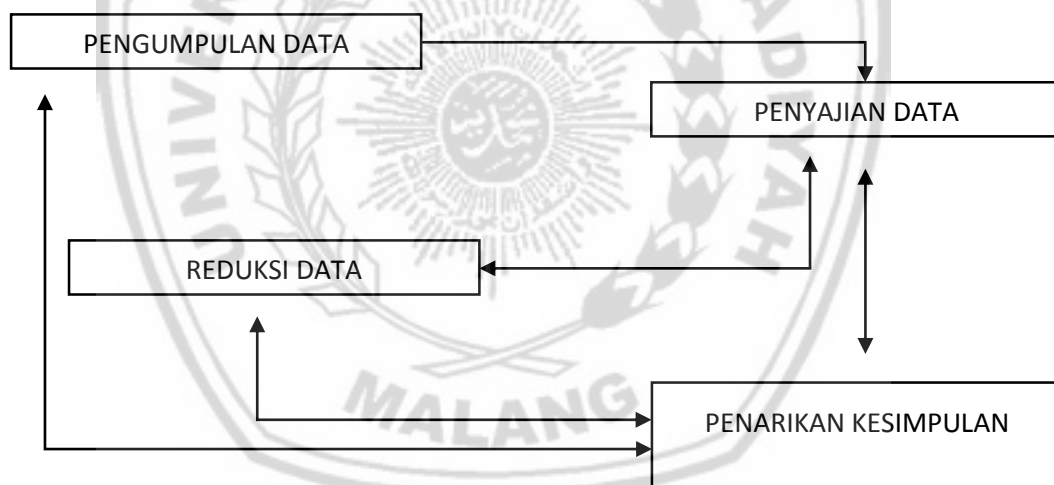 PENGUMPULAN DATA
PENYAJIAN DATA
REDUKSI DATA
PENARIKAN KESIMPULAN
MALANG